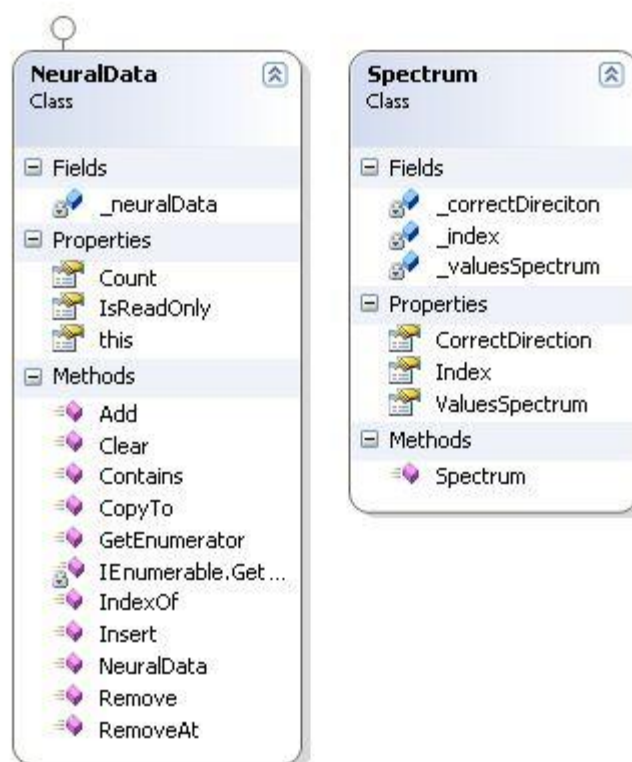 NeuralData
Class
Fields
_neuralData
Properties
Count
IsReadOnly
this
Methods
Add
Clear
Contains
CopyTo
GetEnumerator
IEnumerable.Get ...
IndexOf
Insert
NeuralData
Remove
RemoveAt
Spectrum
Class
Fields
_correctDireciton
_index
_valuesSpectrum
Properties
CorrectDirection
Index
ValuesSpectrum
Methods
Spectrum